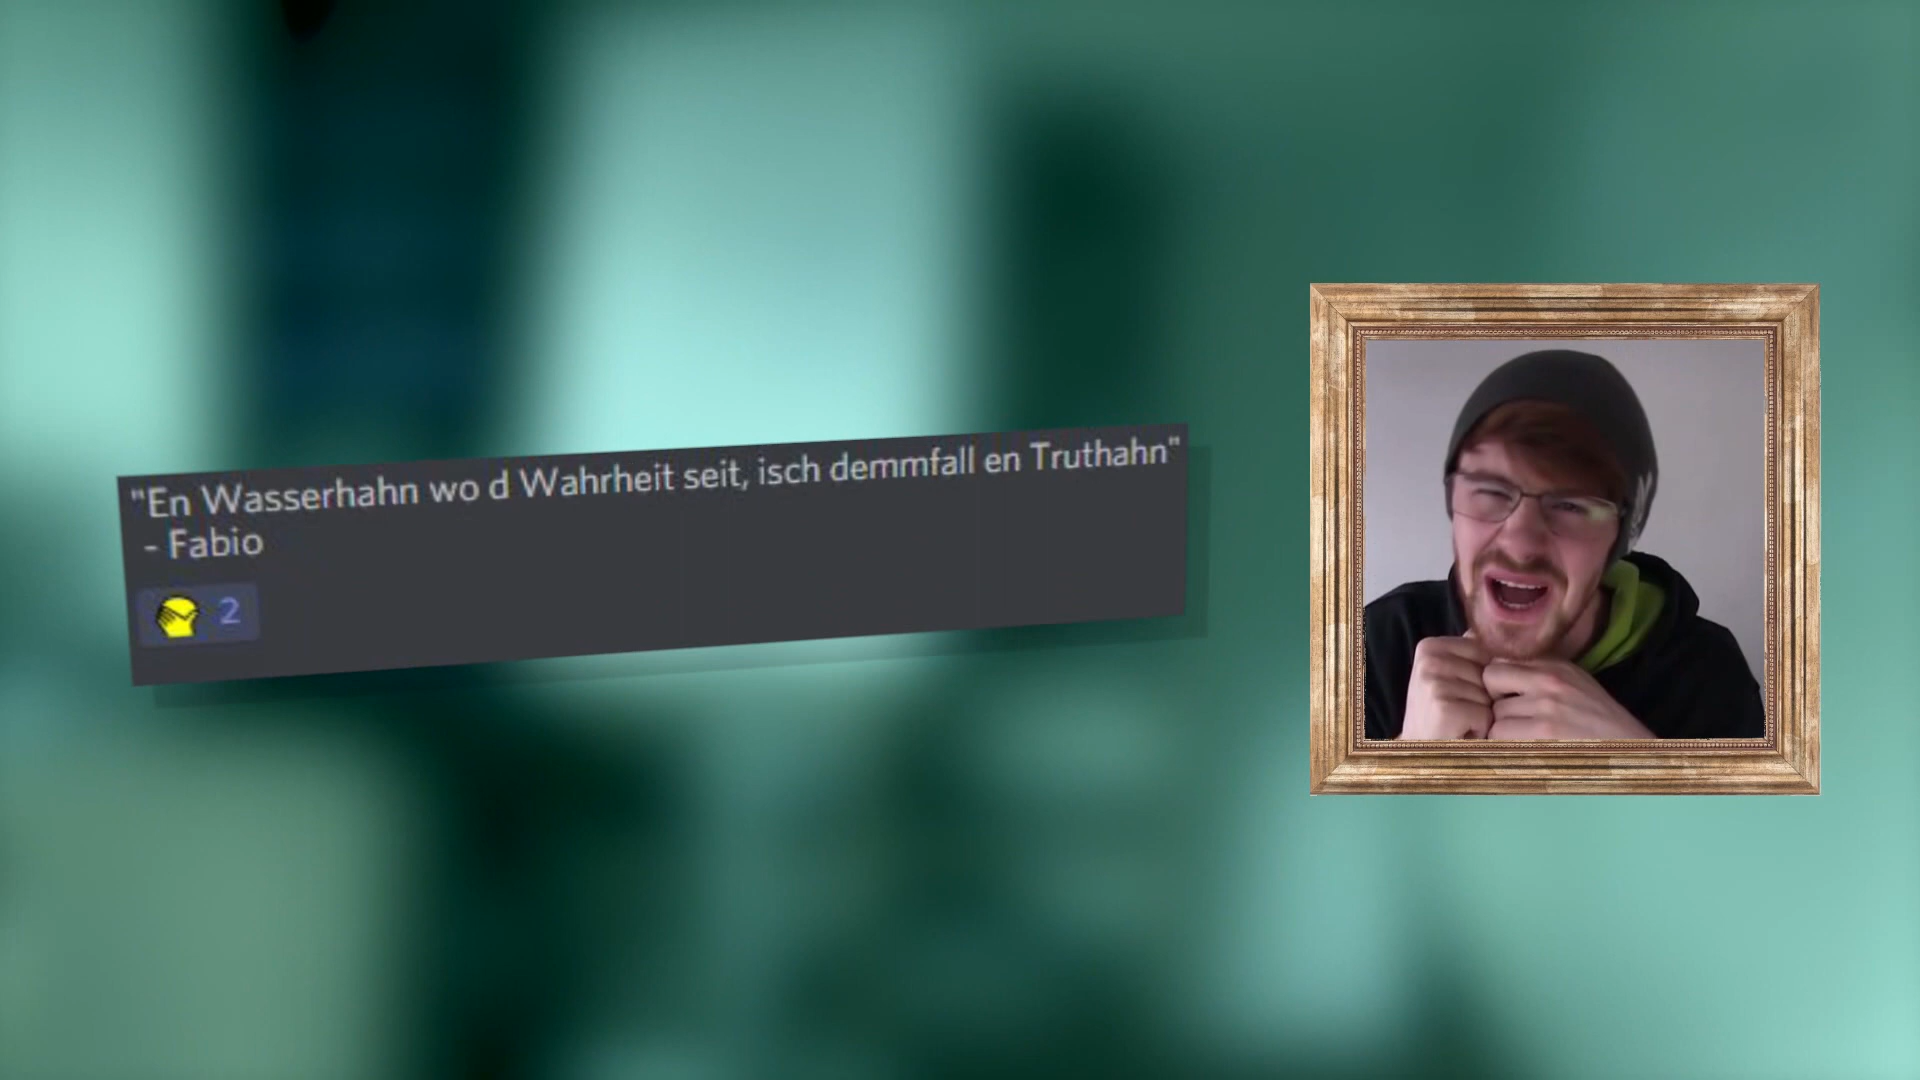 "En Wasserhahn wo d Wahrheit seit, isch demmfall en Truthahn"
- Fabio
2